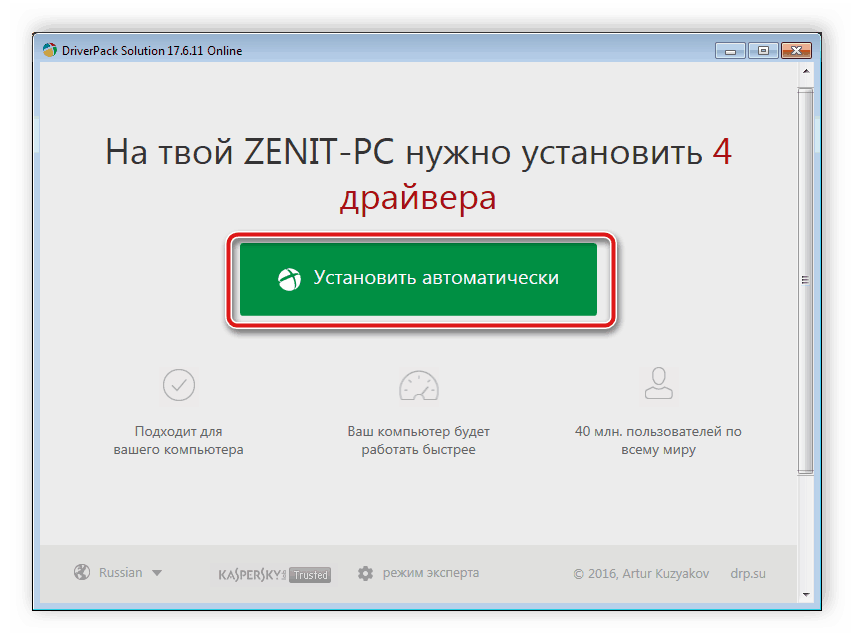 DriverPack Solution 17.6.11 Online
На твой ZENIT-PC нужно установить 4
драйвера
Установить автоматически
Подходит для
вашего компьютера
Ваш компьютер будет
работать быстрее
40 млн. пользователей по
всему миру
Russian
KASPERSKY Trusted
режим эксперта
© 2016, Artur Kuzyakov
drp.su